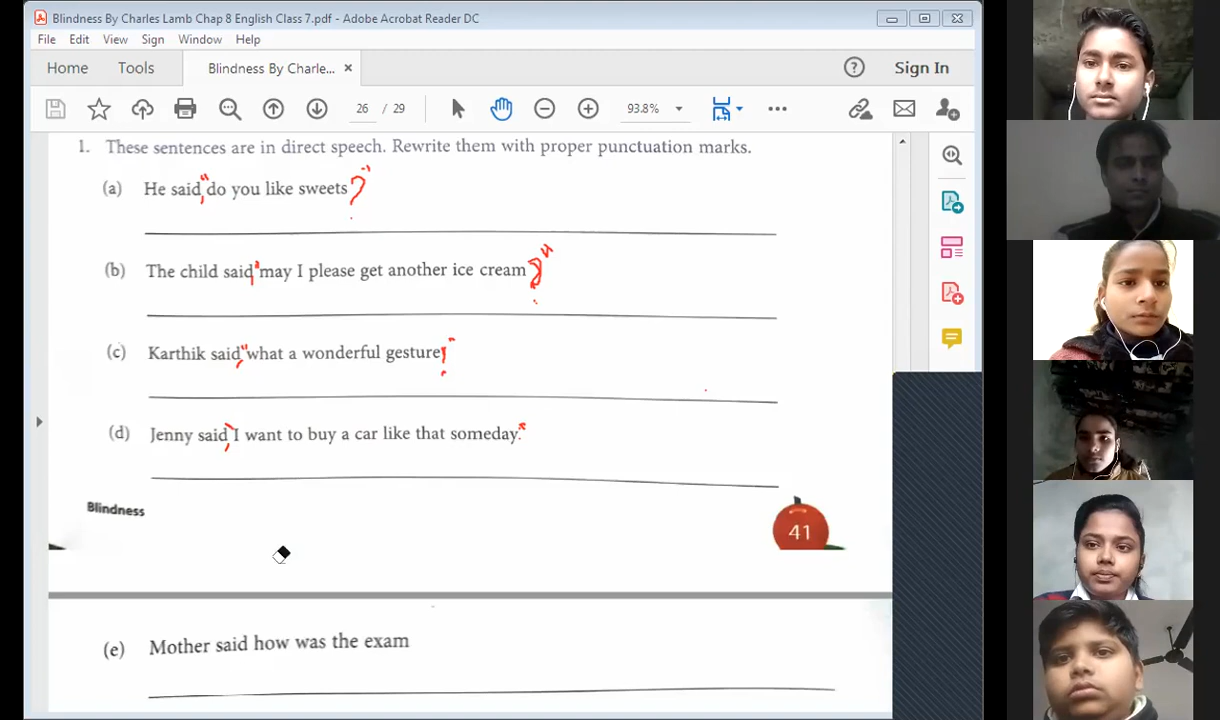 Blindness By Charles Lamb Chap 8 English Class 7.pdf - Adobe Acrobat Reader DC
File Edit View Sign Window Help
Home Tools Blindness By Charle... × ? Sign In
26 / 29 93.8%
1. These sentences are in direct speech. Rewrite them with proper punctuation marks.
(a) He said," do you like sweets ?"
(b) The child said," may I please get another ice cream ?"
(c) Karthik said," what a wonderful gesture!"
(d) Jenny said," I want to buy a car like that someday."
Blindness
41
(e) Mother said how was the exam